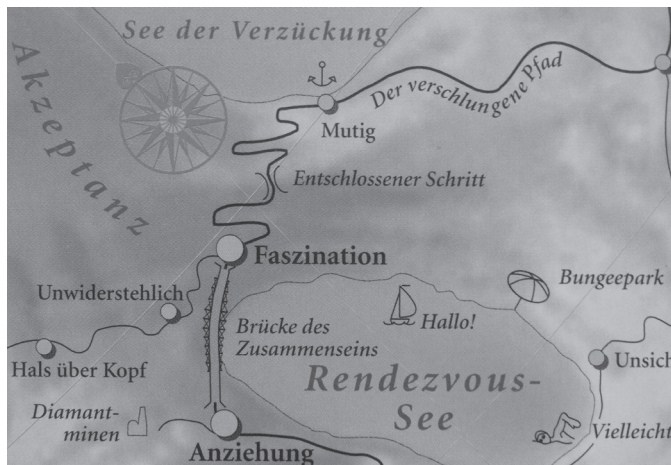 See der Verzückung
Akzeptanz
Mutig
Der verschlungene Pfad
Entschlossener Schritt
Faszination
Unwiderstehlich
Hals über Kopf
Brücke des
Zusammenseins
Hallo!
Bungeepark
Rendezvous-
See
Unsich
Vielleicht
Diamant-
minen
Anziehung